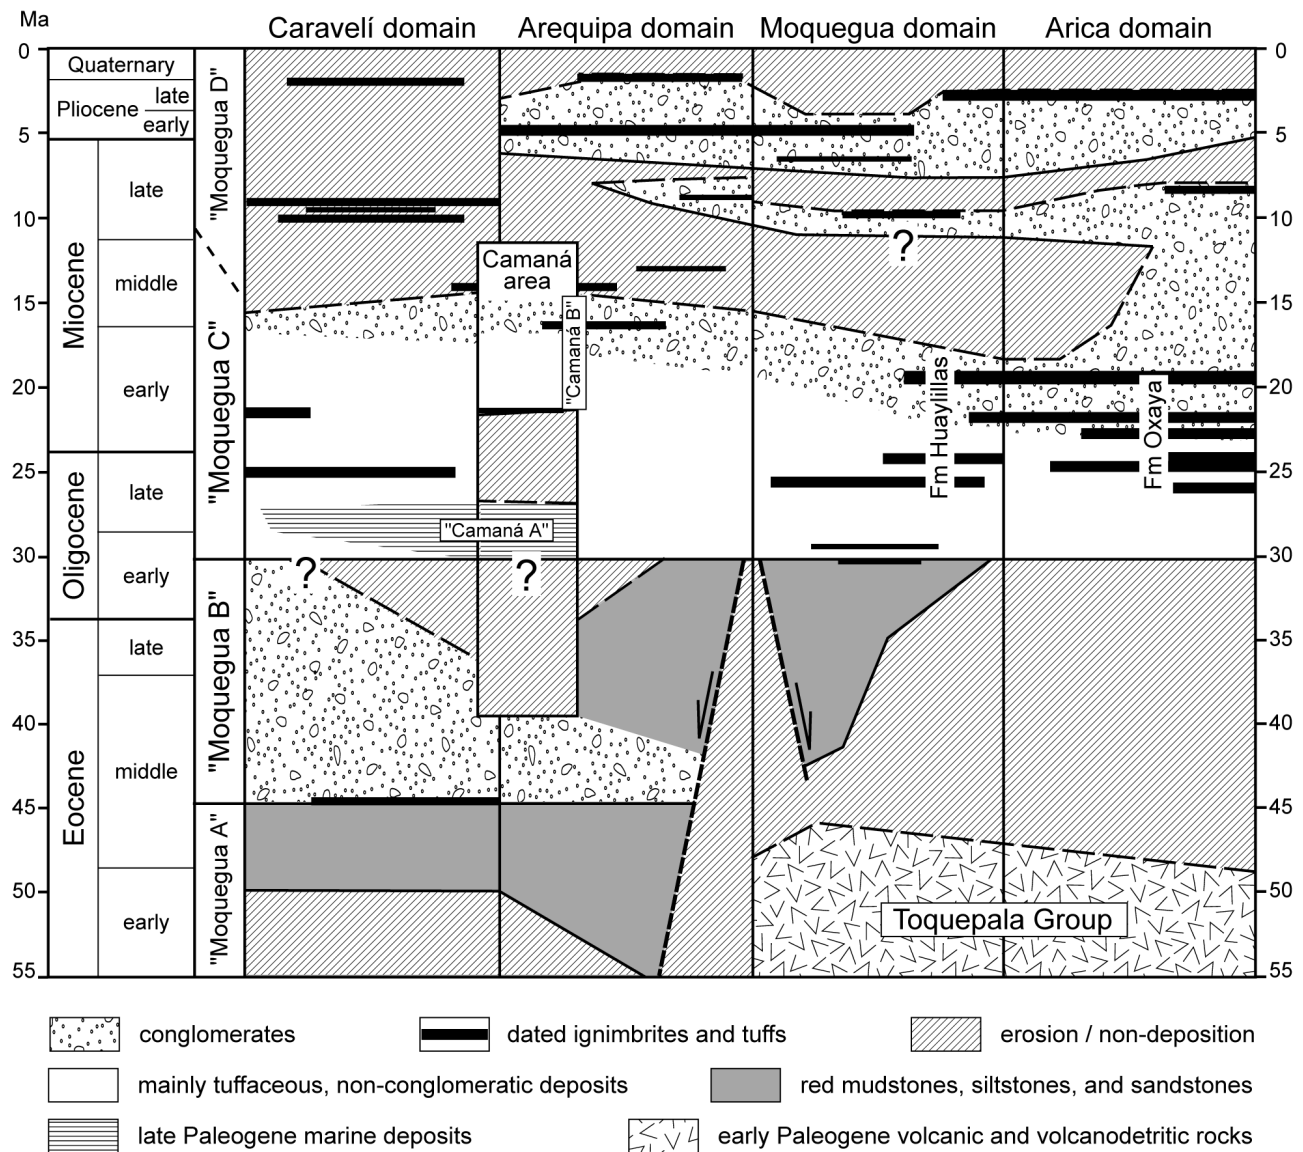 Ma
Caravelí domain
Arequipa domain
Moquegua domain
Arica domain
0
5
10
15
20
25
30
35
40
45
50
55
Quaternary
Pliocene
late
early
Miocene
late
middle
early
Oligocene
late
early
Eocene
late
middle
early
"Moquegua D"
"Moquegua C"
"Moquegua B"
"Moquegua A"
Camaná
area
"Camaná B"
"Camaná A"
?
?
?
Fm Huaylillas
Fm Oxaya
Toquepala Group
0
5
10
15
20
25
30
35
40
45
50
55
conglomerates
dated ignimbrites and tuffs
erosion / non-deposition
mainly tuffaceous, non-conglomeratic deposits
red mudstones, siltstones, and sandstones
late Paleogene marine deposits
early Paleogene volcanic and volcanodetritic rocks